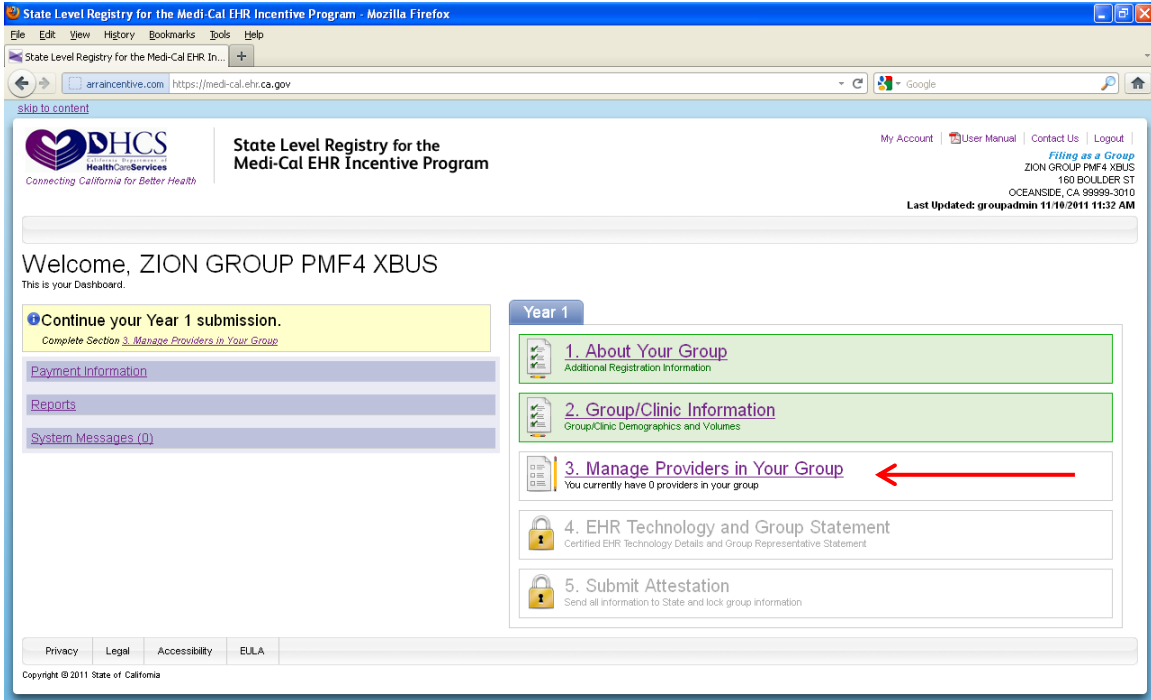 State Level Registry for the Medi-Cal EHR Incentive Program - Mozilla Firefox
File Edit View History Bookmarks Tools Help
State Level Registry for the Medi-Cal EHR In... +
arraincentive.com https://medi-cal.ehr.ca.gov Google
skip to content
DHCS
California Department of
HealthCareServices
Connecting California for Better Health
State Level Registry for the
Medi-Cal EHR Incentive Program
My Account User Manual Contact Us Logout
Filing as a Group
ZION GROUP PMF4 XBUS
160 BOULDER ST
OCEANSIDE, CA 99999-3010
Last Updated: groupadmin 11/10/2011 11:32 AM
Welcome, ZION GROUP PMF4 XBUS
This is your Dashboard.
Continue your Year 1 submission.
Complete Section 3. Manage Providers in Your Group
Payment Information
Reports
System Messages (0)
Year 1
1. About Your Group
Additional Registration Information
2. Group/Clinic Information
Group/Clinic Demographics and Volumes
3. Manage Providers in Your Group
You currently have 0 providers in your group
4. EHR Technology and Group Statement
Certified EHR Technology Details and Group Representative Statement
5. Submit Attestation
Send all information to State and lock group information
Privacy Legal Accessibility EULA
Copyright © 2011 State of California